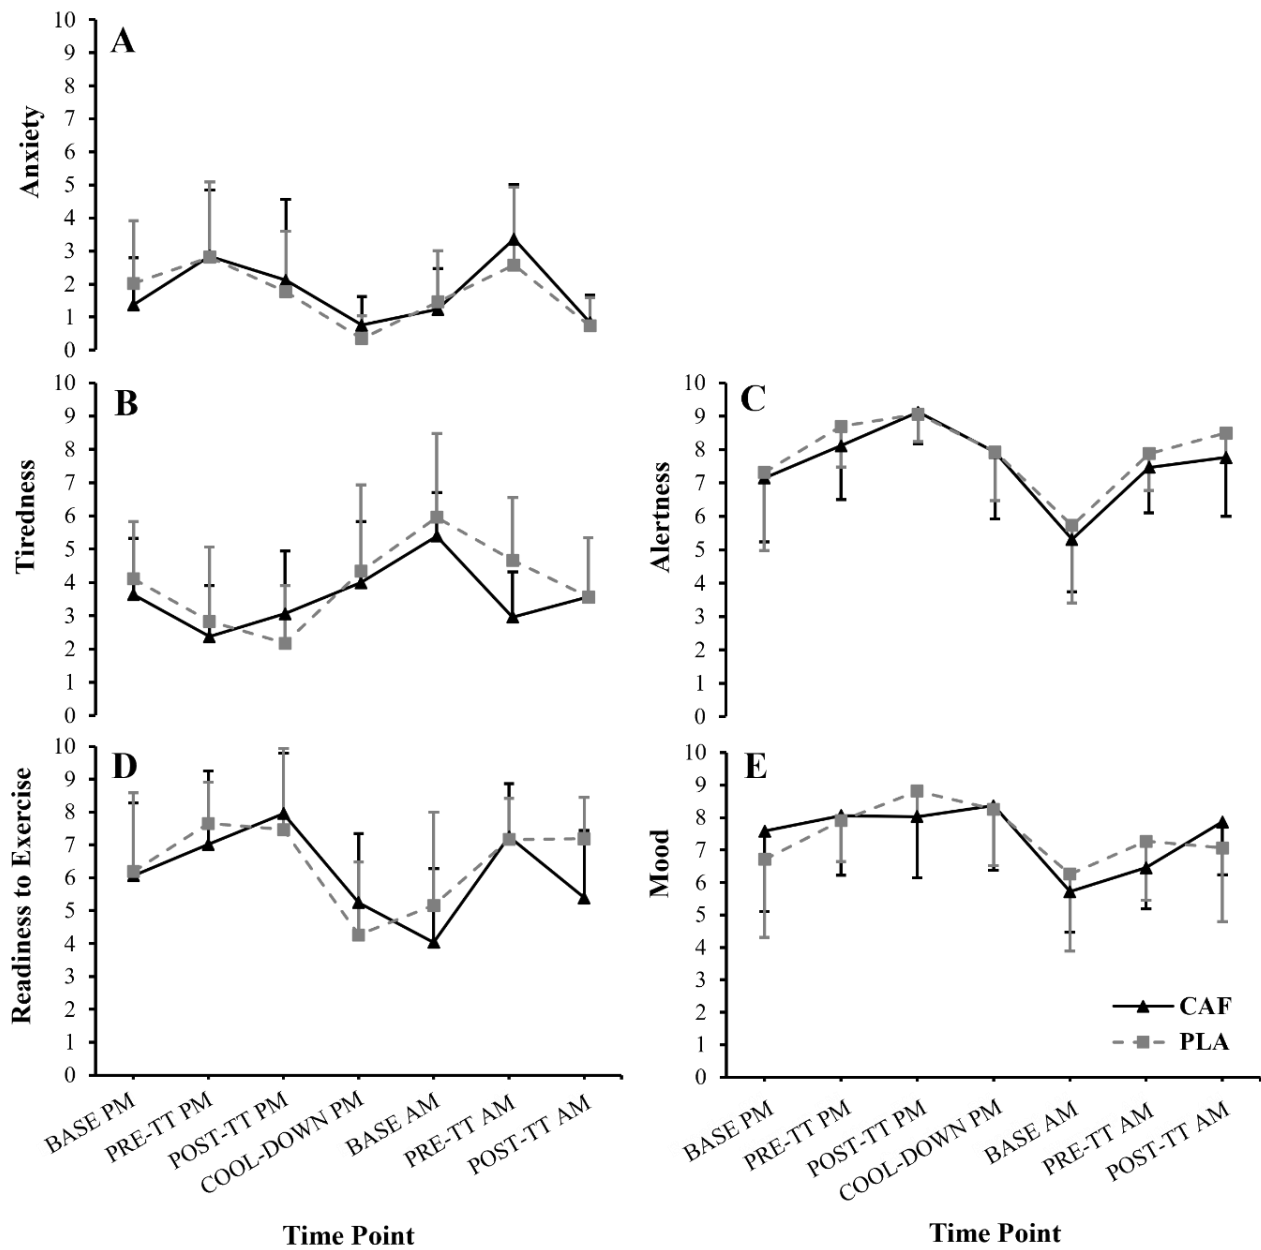 A
10
9
8
7
6
5
4
3
2
1
0
Anxiety
B
10
9
8
7
6
5
4
3
2
1
0
Tiredness
C
10
9
8
7
6
5
4
3
2
1
0
Alertness
D
10
9
8
7
6
5
4
3
2
1
0
Readiness to Exercise
BASE PM
PRE-TT PM
POST-TT PM
COOL-DOWN PM
BASE AM
PRE-TT AM
POST-TT AM
Time Point
E
10
9
8
7
6
5
4
3
2
1
0
Mood
CAF
PLA
BASE PM
PRE-TT PM
POST-TT PM
COOL-DOWN PM
BASE AM
PRE-TT AM
POST-TT AM
Time Point